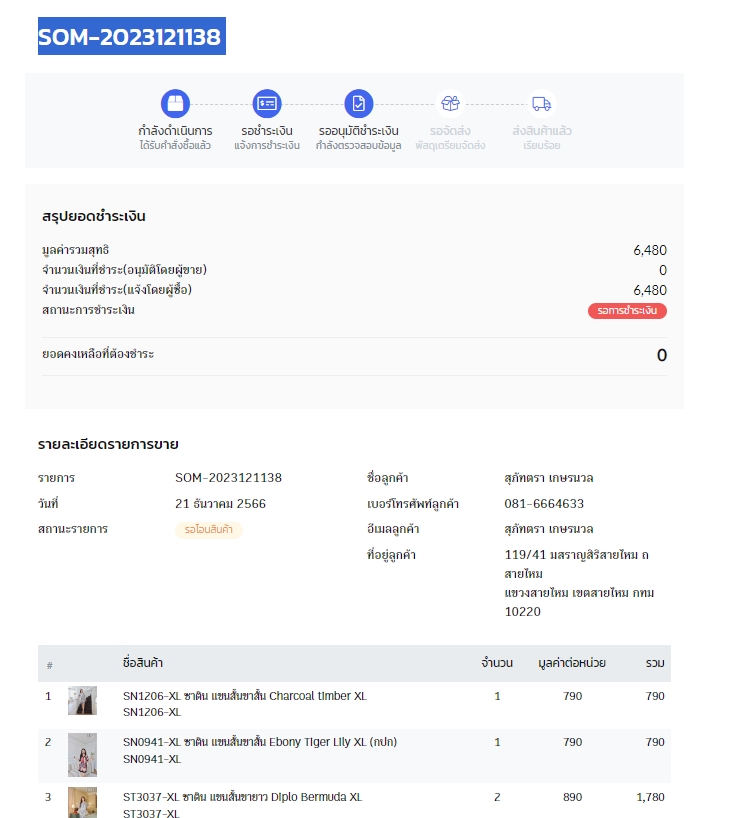 SOM-2023121138
กำลังดำเนินการ รอชำระเงิน รออนุมัติชำระเงิน รอจัดส่ง ส่งสินค้าแล้ว
ได้รับคำสั่งซื้อแล้ว แจ้งการชำระเงิน กำลังตรวจสอบข้อมูล พัสดุเตรียมจัดส่ง เรียบร้อย
สรุปยอดชำระเงิน
มูลค่ารวมสุทธิ 6,480
จำนวนเงินที่ชำระ(อนุมัติโดยผู้ขาย) 0
จำนวนเงินที่ชำระ(แจ้งโดยผู้ซื้อ) 6,480
สถานะการชำระเงิน รอการชำระเงิน
ยอดคงเหลือที่ต้องชำระ 0
รายละเอียดรายการขาย
รายการ SOM-2023121138 ชื่อลูกค้า สุภัทตรา เกษรนวล
วันที่ 21 ธันวาคม 2566 เบอร์โทรศัพท์ลูกค้า 081-6664633
สถานะรายการ รอโอนสินค้า อีเมลลูกค้า สุภัทตรา เกษรนวล
ที่อยู่ลูกค้า 119/41 มสราญสิริสายไหม ถ
สายไหม
แขวงสายไหม เขตสายไหม กทม
10220
# ชื่อสินค้า จำนวน มูลค่าต่อหน่วย รวม
1 SN1206-XL ซาติน แขนสั้นขาสั้น Charcoal timber XL 1 790 790
SN1206-XL
2 SN0941-XL ซาติน แขนสั้นขาสั้น Ebony Tiger Lily XL (กปก) 1 790 790
SN0941-XL
3 ST3037-XL ซาติน แขนสั้นขายาว Diplo Bermuda XL 2 890 1,780
ST3037-XL